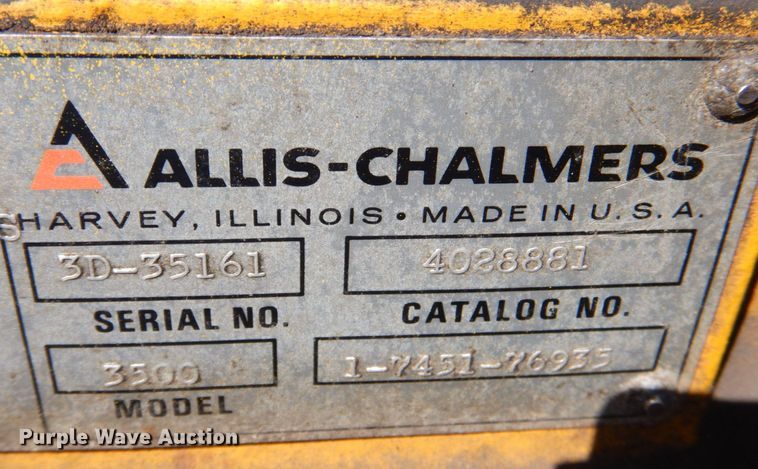 ALLIS-CHALMERS
S HARVEY, ILLINOIS • MADE IN U.S.A.
3D-35161 4028881
SERIAL NO. CATALOG NO.
3500 1-7451-76935
MODEL
Purple Wave Auction